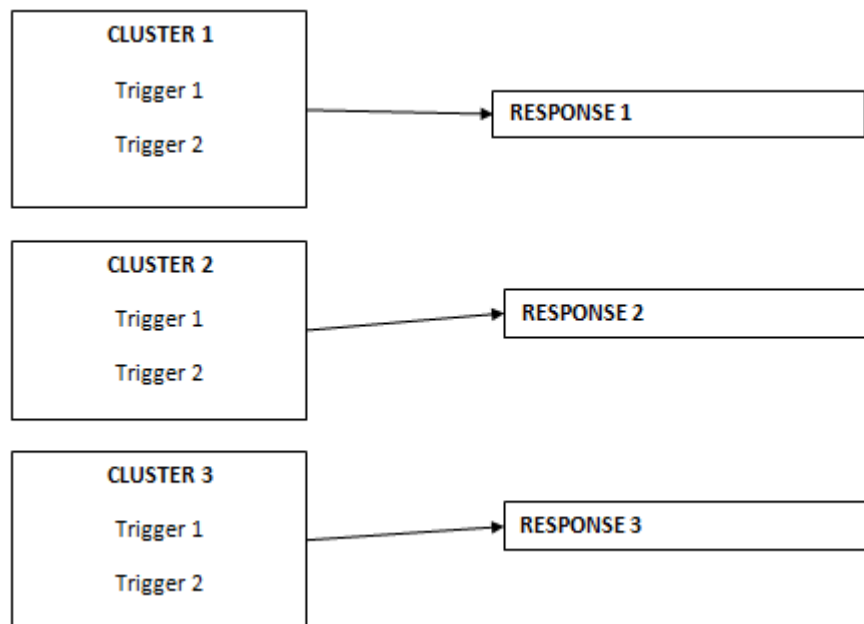 CLUSTER 1
Trigger 1
Trigger 2
RESPONSE 1
CLUSTER 2
Trigger 1
Trigger 2
RESPONSE 2
CLUSTER 3
Trigger 1
Trigger 2
RESPONSE 3